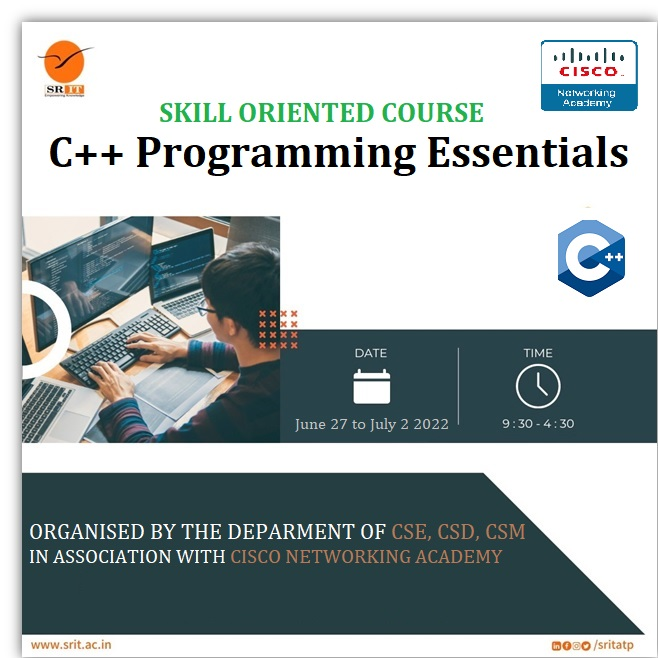 SRIT
Empowering Knowledge
CISCO
Networking
Academy
SKILL ORIENTED COURSE
C++ Programming Essentials
C++
DATE
TIME
June 27 to July 2 2022
9:30 - 4:30
ORGANISED BY THE DEPARMENT OF CSE, CSD, CSM
IN ASSOCIATION WITH CISCO NETWORKING ACADEMY
www.srit.ac.in
/sritatp